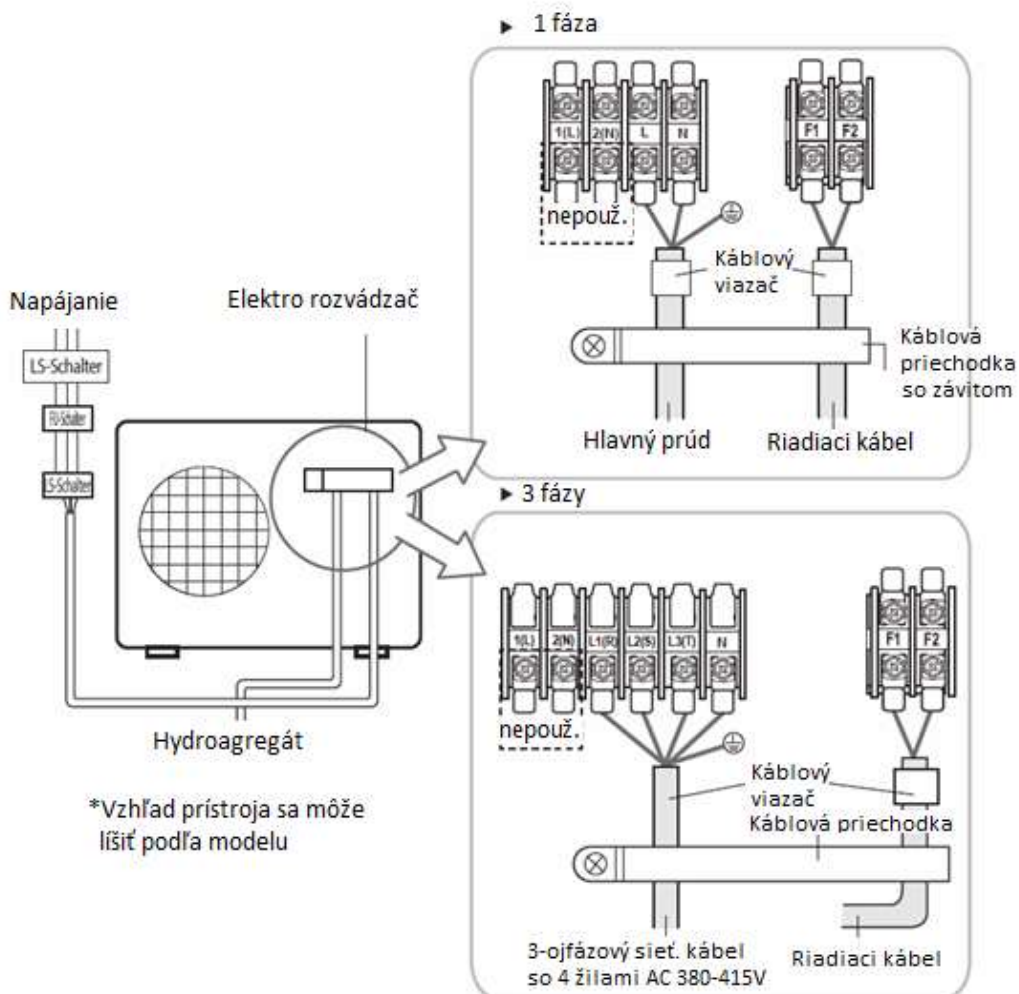 ▶ 1 fáza
1(L) 2(N) L N
F1 F2
nepouž.
Káblový
viazač
Káblová
priechodka
so závitom
Hlavný prúd
Riadiaci kábel
Napájanie
Elektro rozvádzač
LS-Schalter
FI/J-Schalter
LS-Schalter
Hydroagregát
*Vzhľad prístroja sa môže
líšiť podľa modelu
▶ 3 fázy
1(L) 2(N) L1(R) L2(S) L3(T) N
F1 F2
nepouž.
Káblový
viazač
Káblová priechodka
3-ojfázový sieť. kábel
so 4 žilami AC 380-415V
Riadiaci kábel